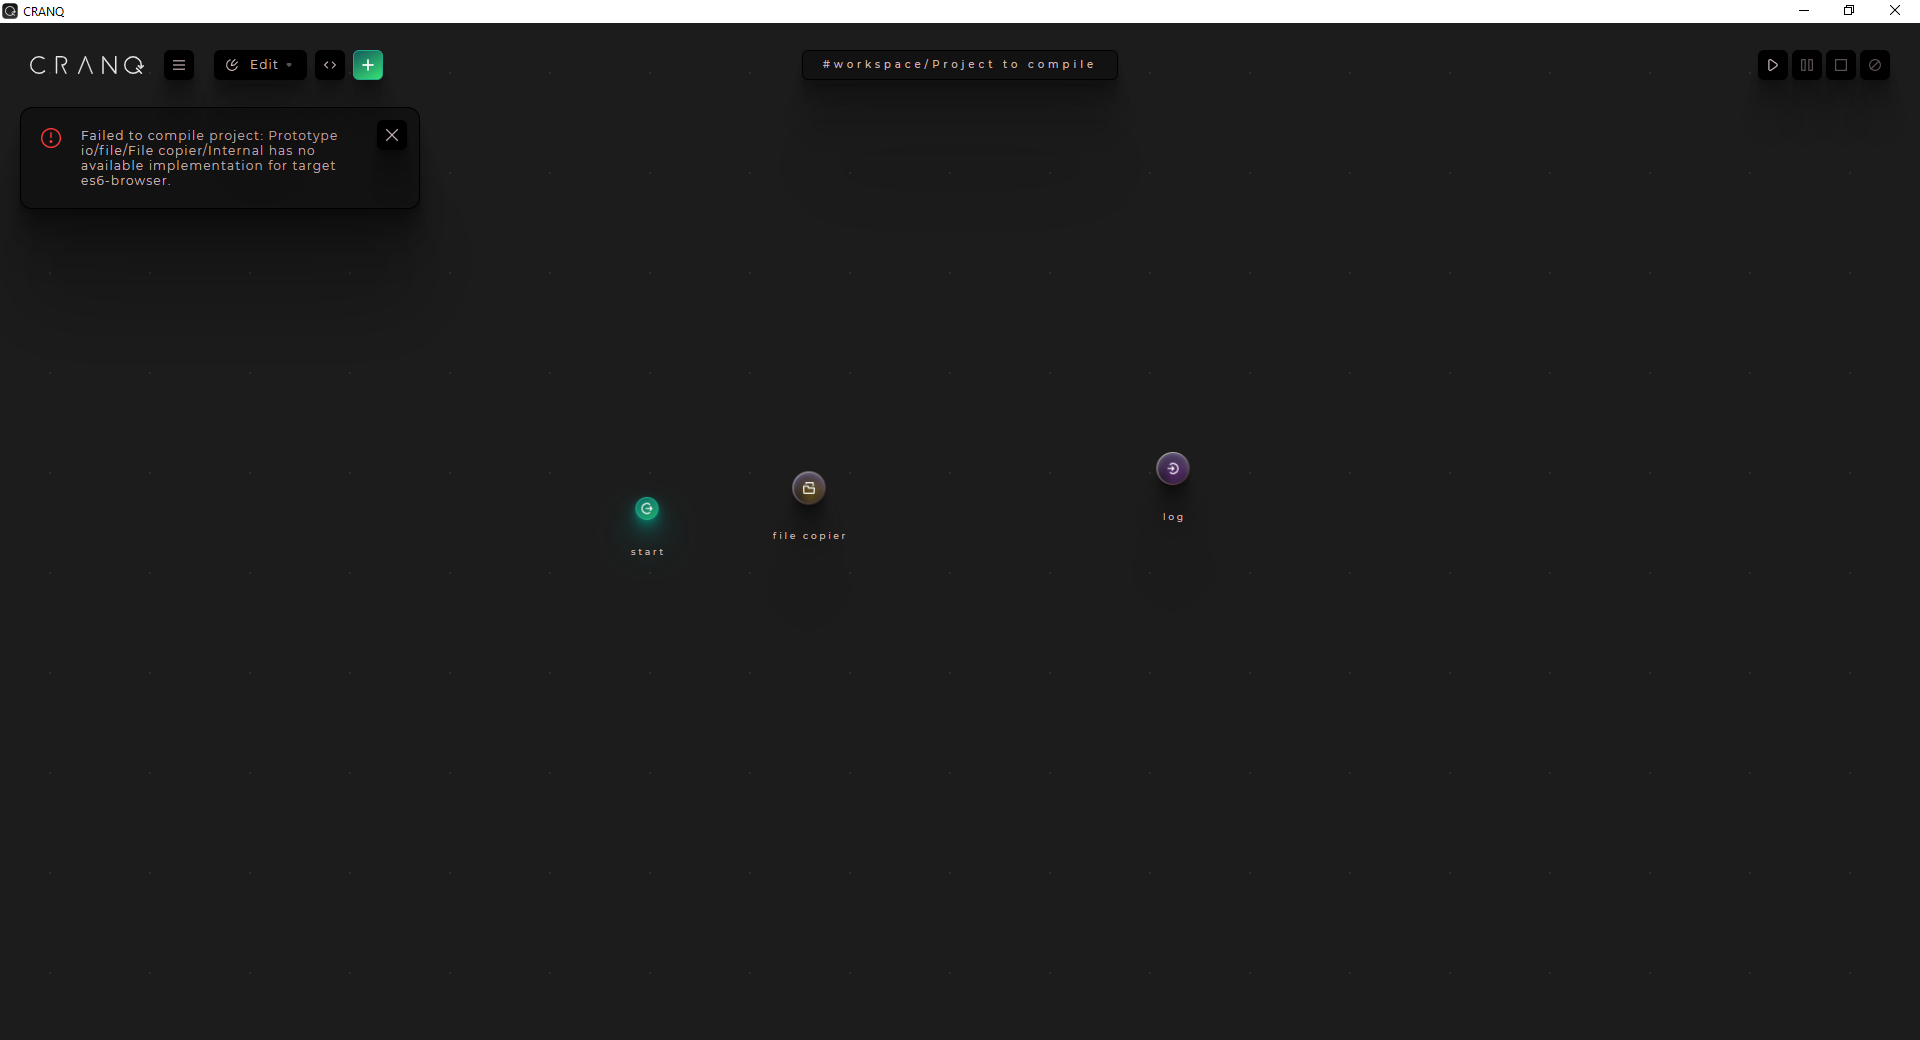 CRANQ
CRANQ
Edit
#workspace/Project to compile
Failed to compile project: Prototype
io/file/File copier/Internal has no
available implementation for target
es6-browser.
log
file copier
start